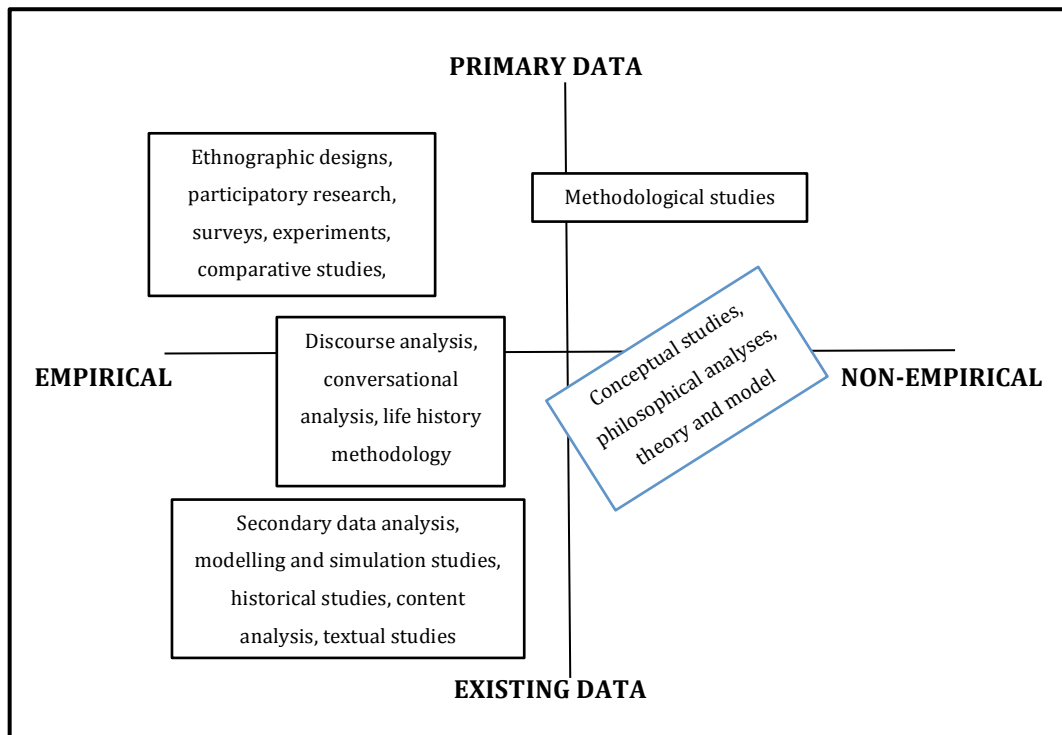 PRIMARY DATA
Ethnographic designs,
participatory research,
surveys, experiments,
comparative studies,
Methodological studies
Discourse analysis,
conversational
analysis, life history
methodology
Conceptual studies,
philosophical analyses,
theory and model
EMPIRICAL
NON-EMPIRICAL
Secondary data analysis,
modelling and simulation studies,
historical studies, content
analysis, textual studies
EXISTING DATA